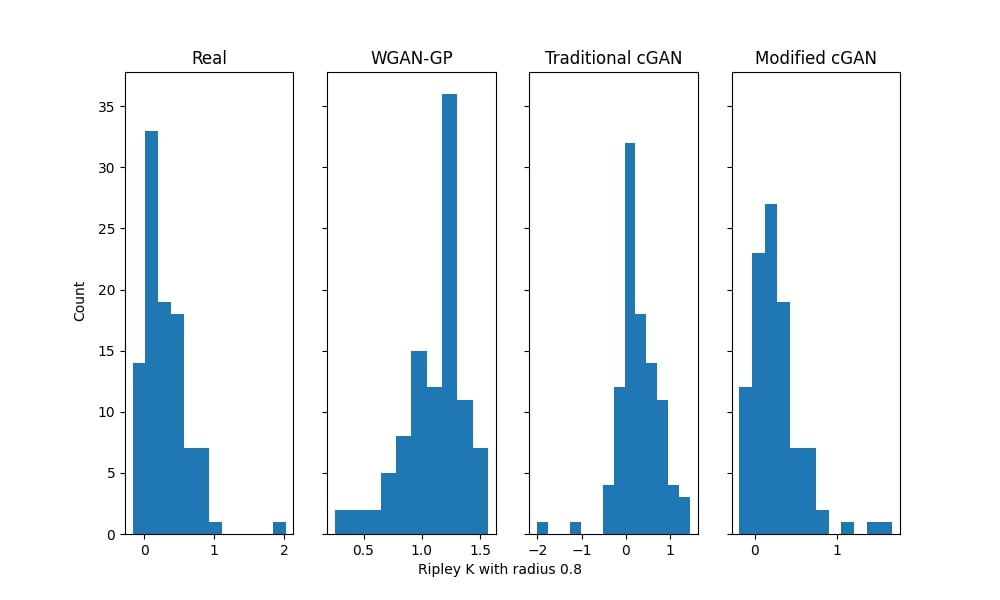 Real WGAN-GP Traditional cGAN Modified cGAN
35
30
25
20
15
10
5
0
Count
0 1 2 0.5 1.0 1.5 −2 −1 0 1 0 1
Ripley K with radius 0.8